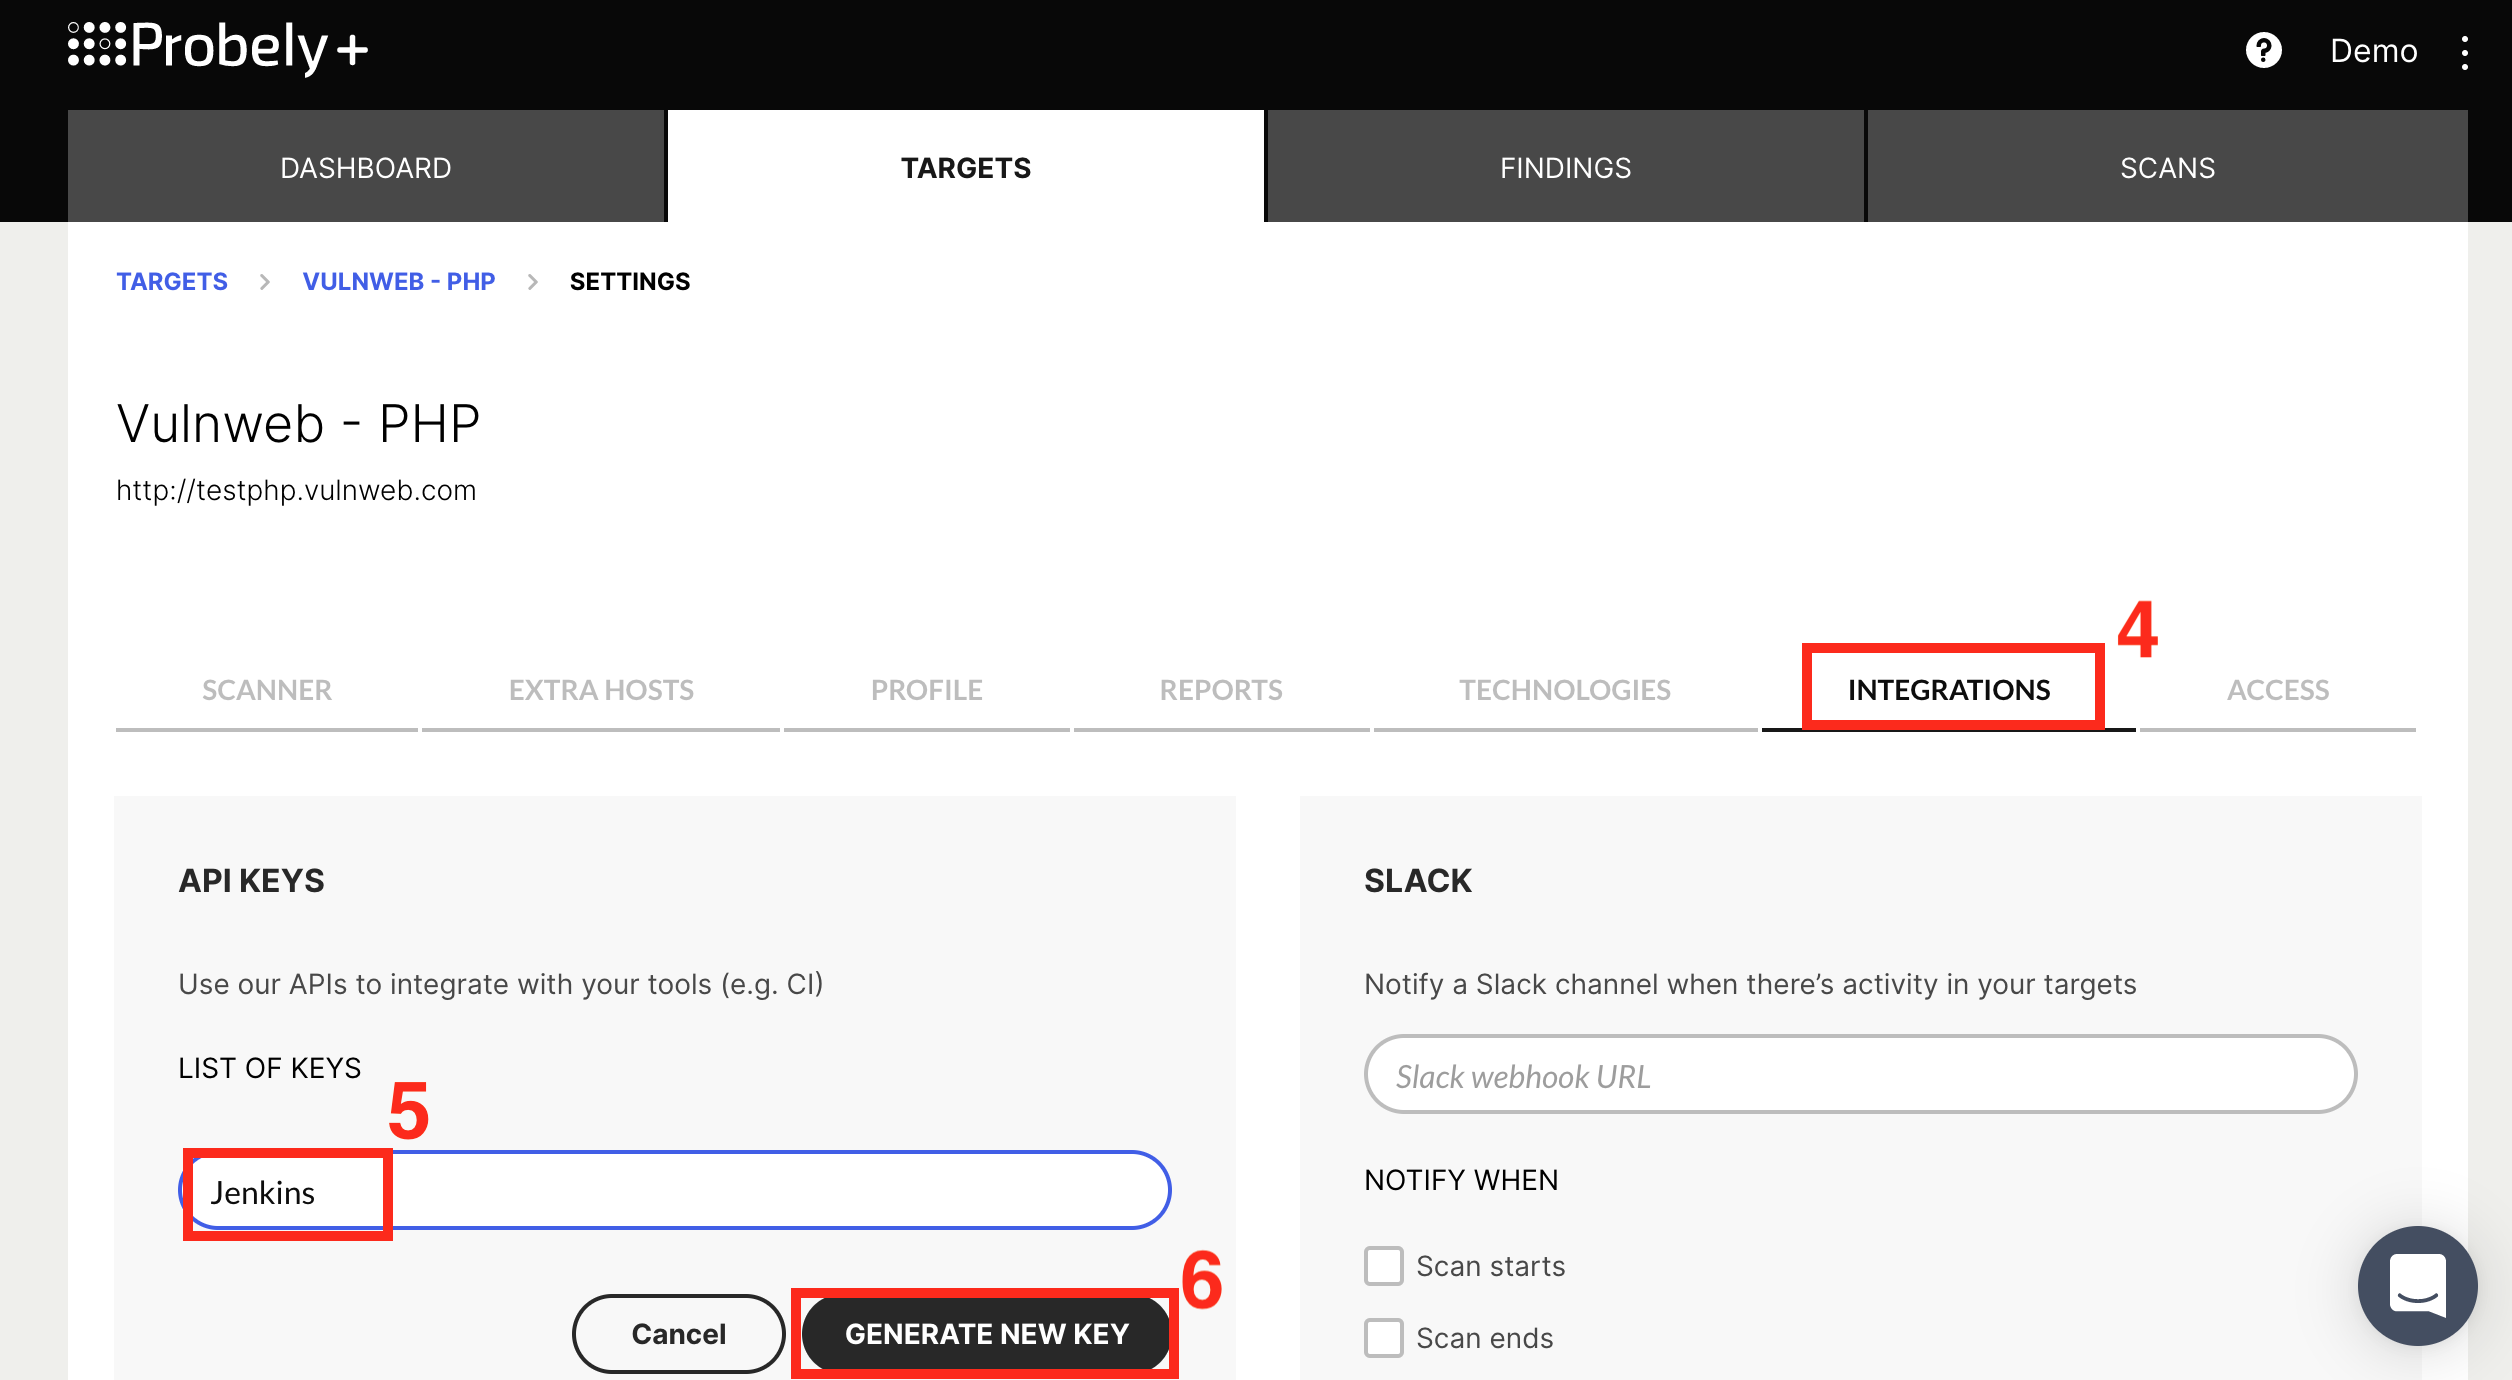 Probely+
Demo
DASHBOARD
TARGETS
FINDINGS
SCANS
TARGETS > VULNWEB - PHP > SETTINGS
Vulnweb - PHP
http://testphp.vulnweb.com
4
SCANNER
EXTRA HOSTS
PROFILE
REPORTS
TECHNOLOGIES
INTEGRATIONS
ACCESS
API KEYS
Use our APIs to integrate with your tools (e.g. CI)
LIST OF KEYS
5
Jenkins
6
Cancel
GENERATE NEW KEY
SLACK
Notify a Slack channel when there’s activity in your targets
Slack webhook URL
NOTIFY WHEN
Scan starts
Scan ends